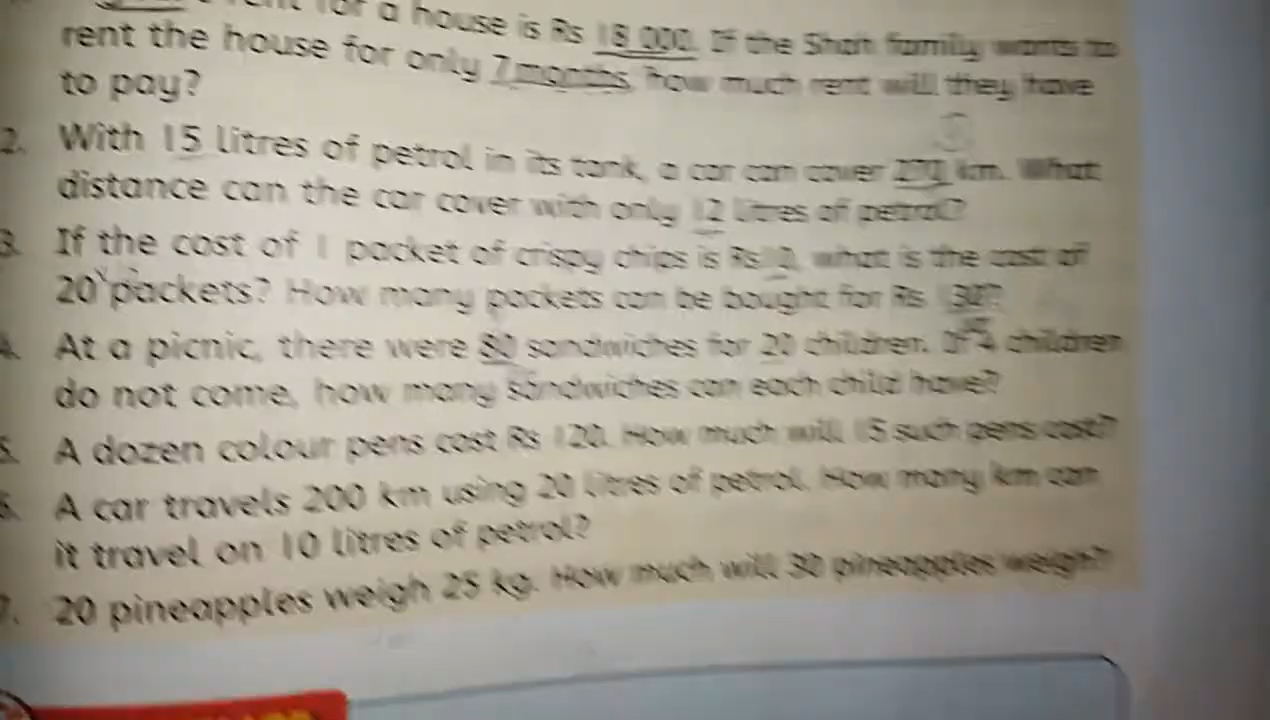 for a house is Rs 18 000. If the Shah family wants to
rent the house for only 7 months, how much rent will they have
to pay?
2. With 15 litres of petrol in its tank, a car can cover 270 km. What
distance can the car cover with only 12 litres of petrol?
3. If the cost of 1 packet of crispy chips is Rs, what is the cost of
20 packets? How many packets can be bought for Rs 130?
4. At a picnic, there were 80 sandwiches for 20 children. If 4 children
do not come, how many sandwiches can each child have?
5. A dozen colour pens cost Rs 120. How much will 15 such pens cost?
6. A car travels 200 km using 20 litres of petrol. How many km can
it travel on 10 litres of petrol?
7. 20 pineapples weigh 25 kg. How much will 30 pineapples weigh?